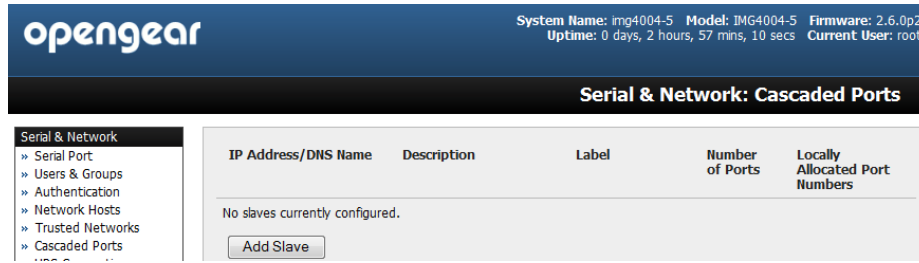 opengear
System Name: img4004-5 Model: IMG4004-5 Firmware: 2.6.0p2
Uptime: 0 days, 2 hours, 57 mins, 10 secs Current User: root
Serial & Network: Cascaded Ports
Serial & Network
» Serial Port
» Users & Groups
» Authentication
» Network Hosts
» Trusted Networks
» Cascaded Ports
IP Address/DNS Name Description Label Number of Ports Locally Allocated Port Numbers
No slaves currently configured.
Add Slave